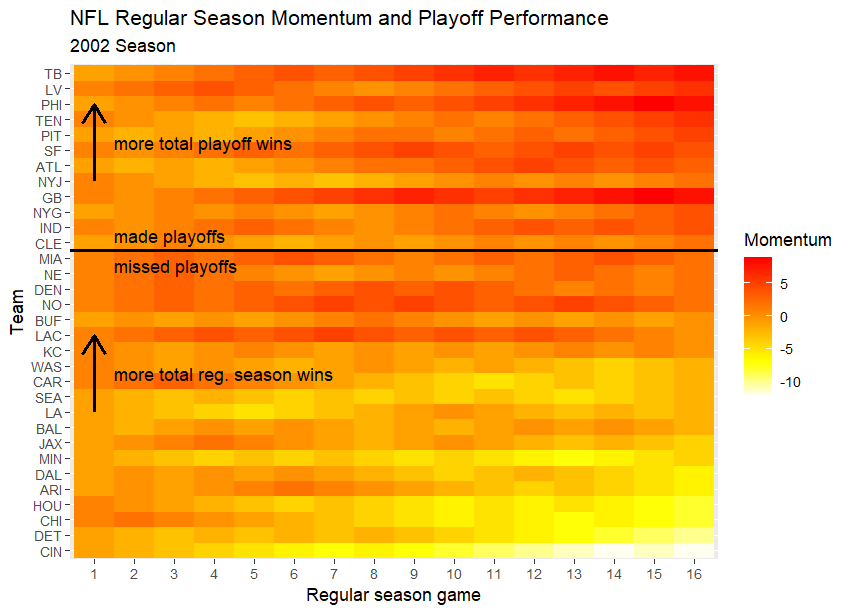 NFL Regular Season Momentum and Playoff Performance
2002 Season
Team
TB
LV
PHI
TEN
PIT
SF
ATL
NYJ
GB
NYG
IND
CLE
MIA
NE
DEN
NO
BUF
LAC
KC
WAS
CAR
SEA
LA
BAL
JAX
MIN
DAL
ARI
HOU
CHI
DET
CIN
more total playoff wins
made playoffs
missed playoffs
more total reg. season wins
1 2 3 4 5 6 7 8 9 10 11 12 13 14 15 16
Regular season game
Momentum
5
0
-5
-10